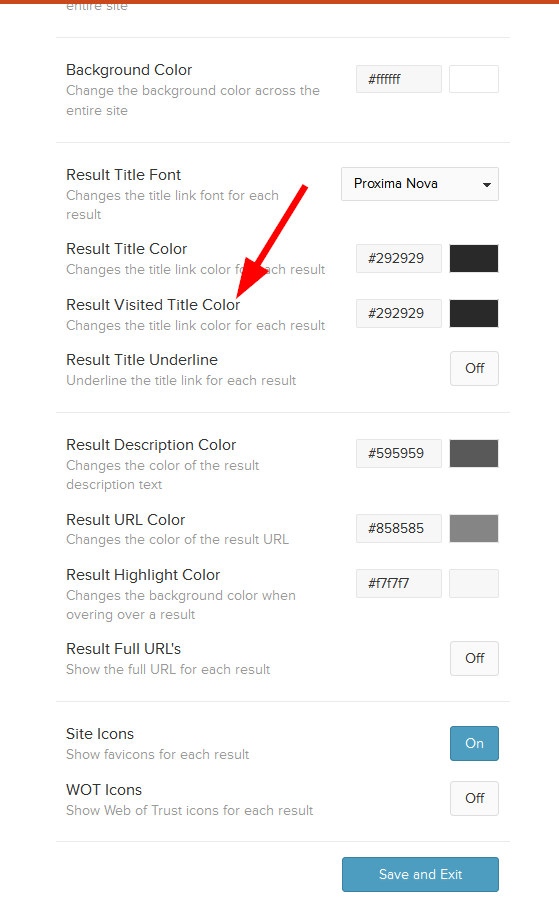 entire site
Background Color
Change the background color across the
entire site
#ffffff
Result Title Font
Changes the title link font for each
result
Proxima Nova
Result Title Color
Changes the title link color for each result
#292929
Result Visited Title Color
Changes the title link color for each result
#292929
Result Title Underline
Underline the title link for each result
Off
Result Description Color
Changes the color of the result
description text
#595959
Result URL Color
Changes the color of the result URL
#858585
Result Highlight Color
Changes the background color when
overing over a result
#f7f7f7
Result Full URL's
Show the full URL for each result
Off
Site Icons
Show favicons for each result
On
WOT Icons
Show Web of Trust icons for each result
Off
Save and Exit